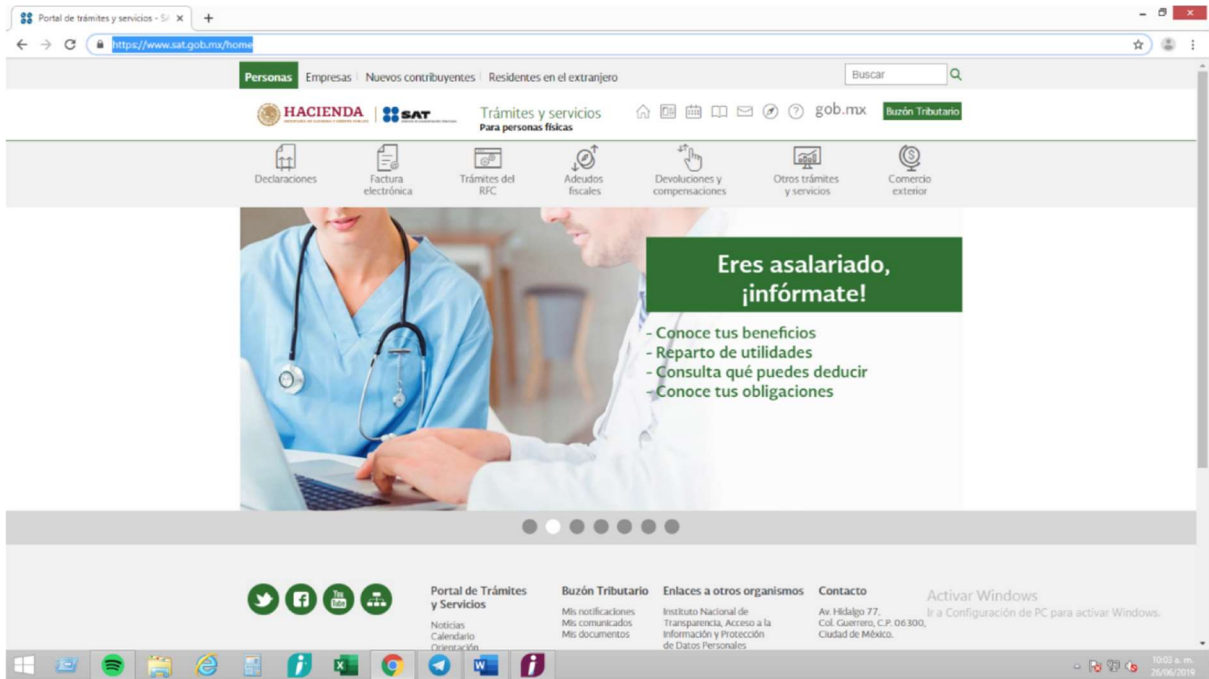 Portal de trámites y servicios - S
https://www.sat.gob.mx/home
Personas Empresas Nuevos contribuyentes Residentes en el extranjero Buscar
HACIENDA SAT Trámites y servicios gob.mx Buzón Tributario
Para personas físicas
Declaraciones Factura Trámites del Adeudos Devoluciones y Otros trámites Comercio
electrónica RFC fiscales compensaciones y servicios exterior
Eres asalariado,
¡infórmate!
- Conoce tus beneficios
- Reparto de utilidades
- Consulta qué puedes deducir
- Conoce tus obligaciones
Portal de Trámites Buzón Tributario Enlaces a otros organismos Contacto
y Servicios
Activar Windows
Mis notificaciones Instituto Nacional de Av. Hidalgo 77,
Ir a Configuración de PC para activar Windows.
Noticias Mis comunicados Transparencia, Acceso a la Col. Guerrero, C.P. 06300,
Calendario Mis documentos Información y Protección Ciudad de México.
Orientación de Datos Personales
10:03 a. m.
26/06/2019